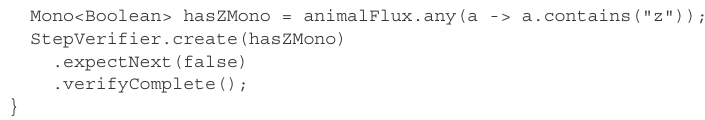 Mono<Boolean> hasZMono = animalFlux.any(a -> a.contains("z"));
StepVerifier.create(hasZMono)
.expectNext(false)
.verifyComplete();
}